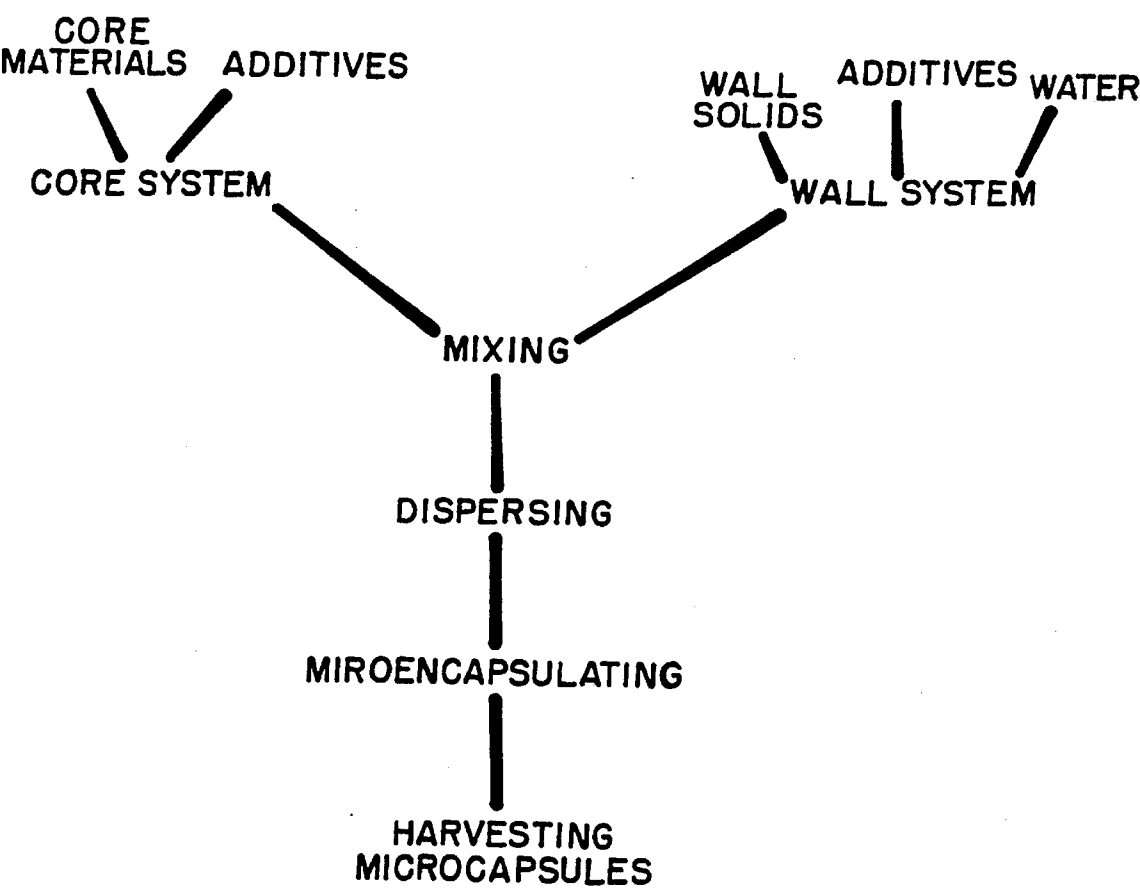 CORE
MATERIALS
ADDITIVES
WALL
SOLIDS
ADDITIVES
WATER
CORE SYSTEM
WALL SYSTEM
MIXING
DISPERSING
MIROENCAPSULATING
HARVESTING
MICROCAPSULES